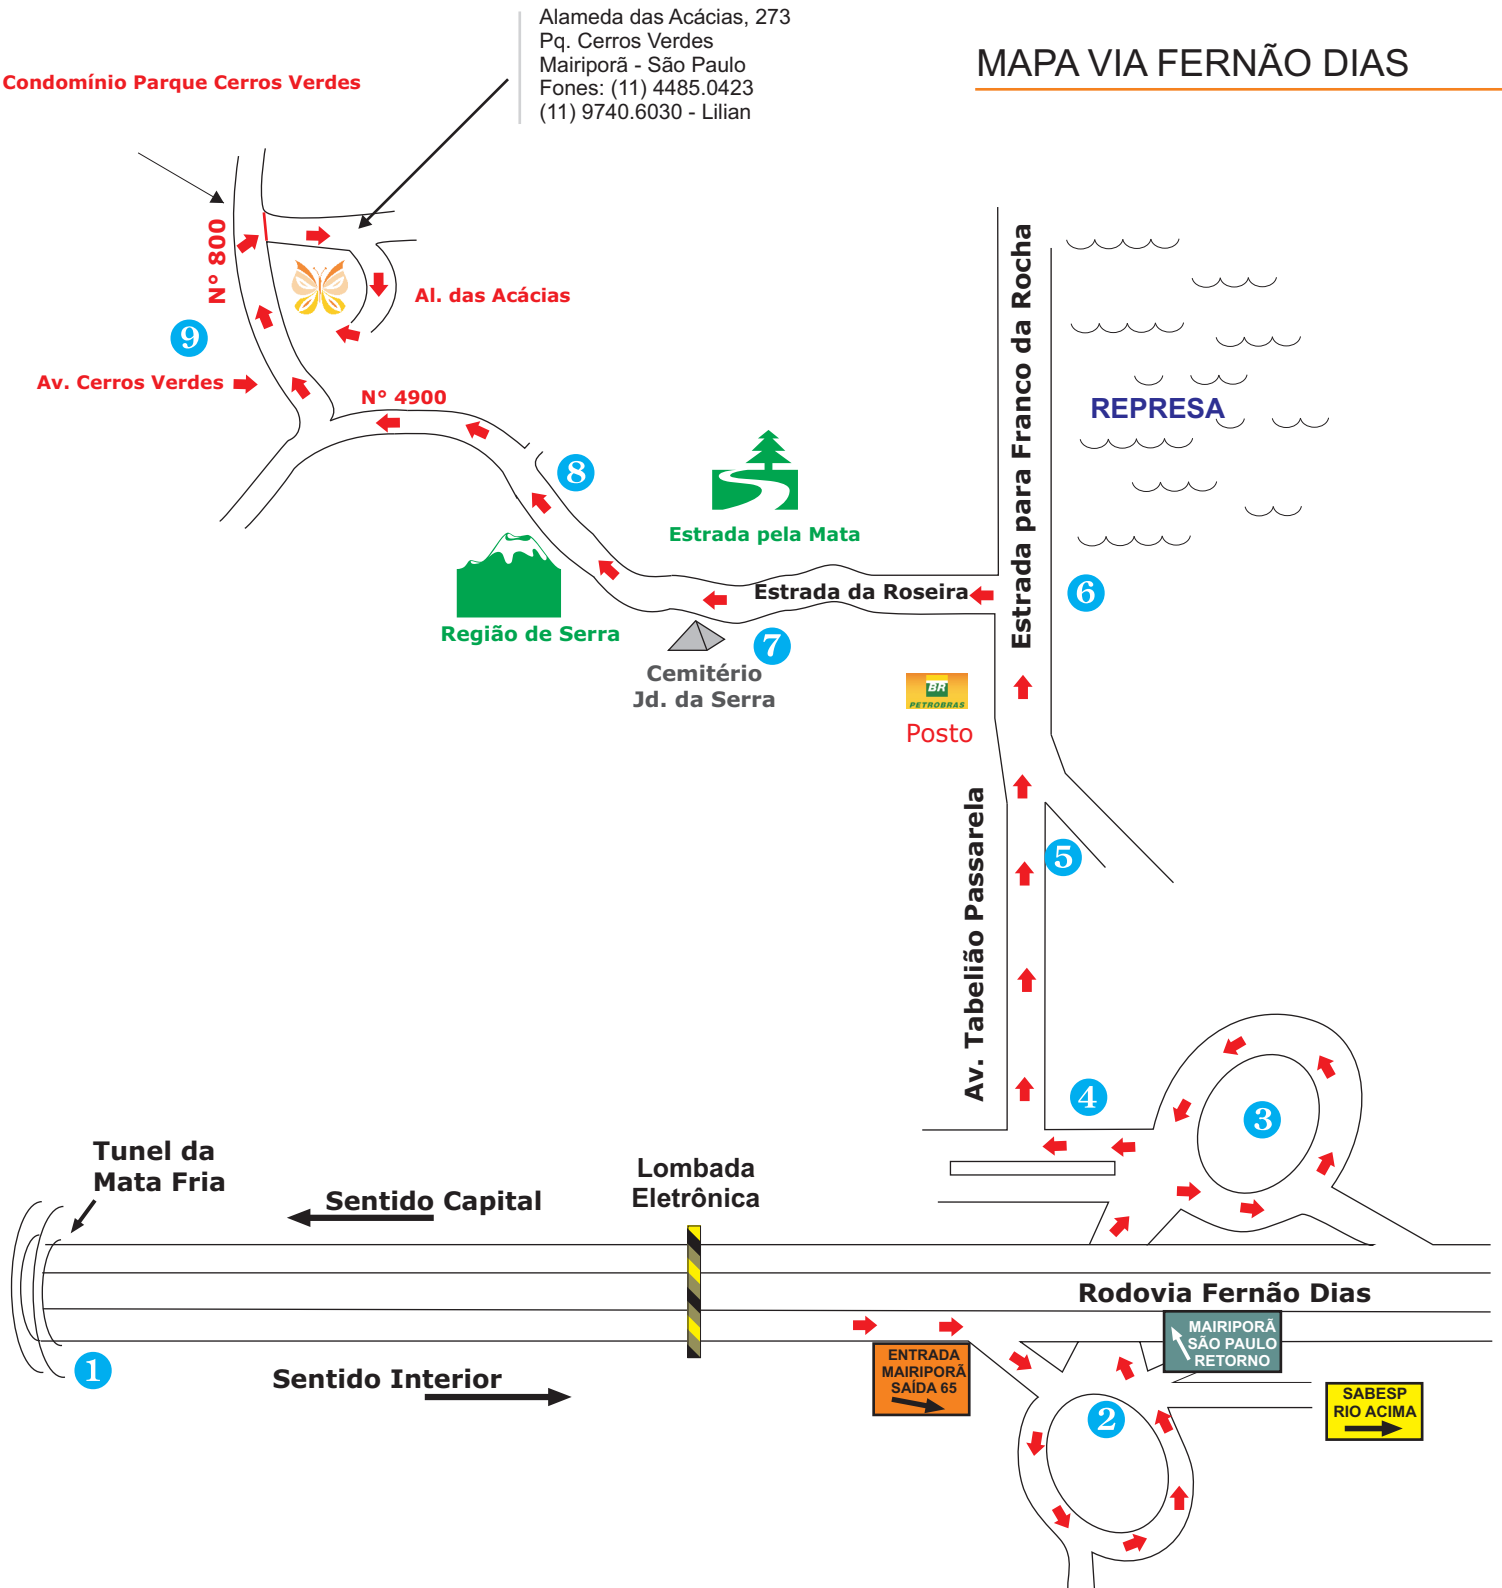 Alameda das Acácias, 273
Pq. Cerros Verdes
Mairiporã - São Paulo
Fones: (11) 4485.0423
(11) 9740.6030 - Lilian
MAPA VIA FERNÃO DIAS
Condomínio Parque Cerros Verdes
N° 800
Al. das Acácias
9
Av. Cerros Verdes
N° 4900
8
Estrada pela Mata
Região de Serra
Estrada para Franco da Rocha
REPRESA
6
Estrada da Roseira
7
Cemitério
Jd. da Serra
BR
PETROBRAS
Posto
Av. Tabelião Passarela
5
4
3
Tunel da
Mata Fria
Sentido Capital
Lombada
Eletrônica
Rodovia Fernão Dias
1
Sentido Interior
ENTRADA
MAIRIPORÃ
SAÍDA 65
MAIRIPORÃ
SÃO PAULO
RETORNO
2
SABESP
RIO ACIMA